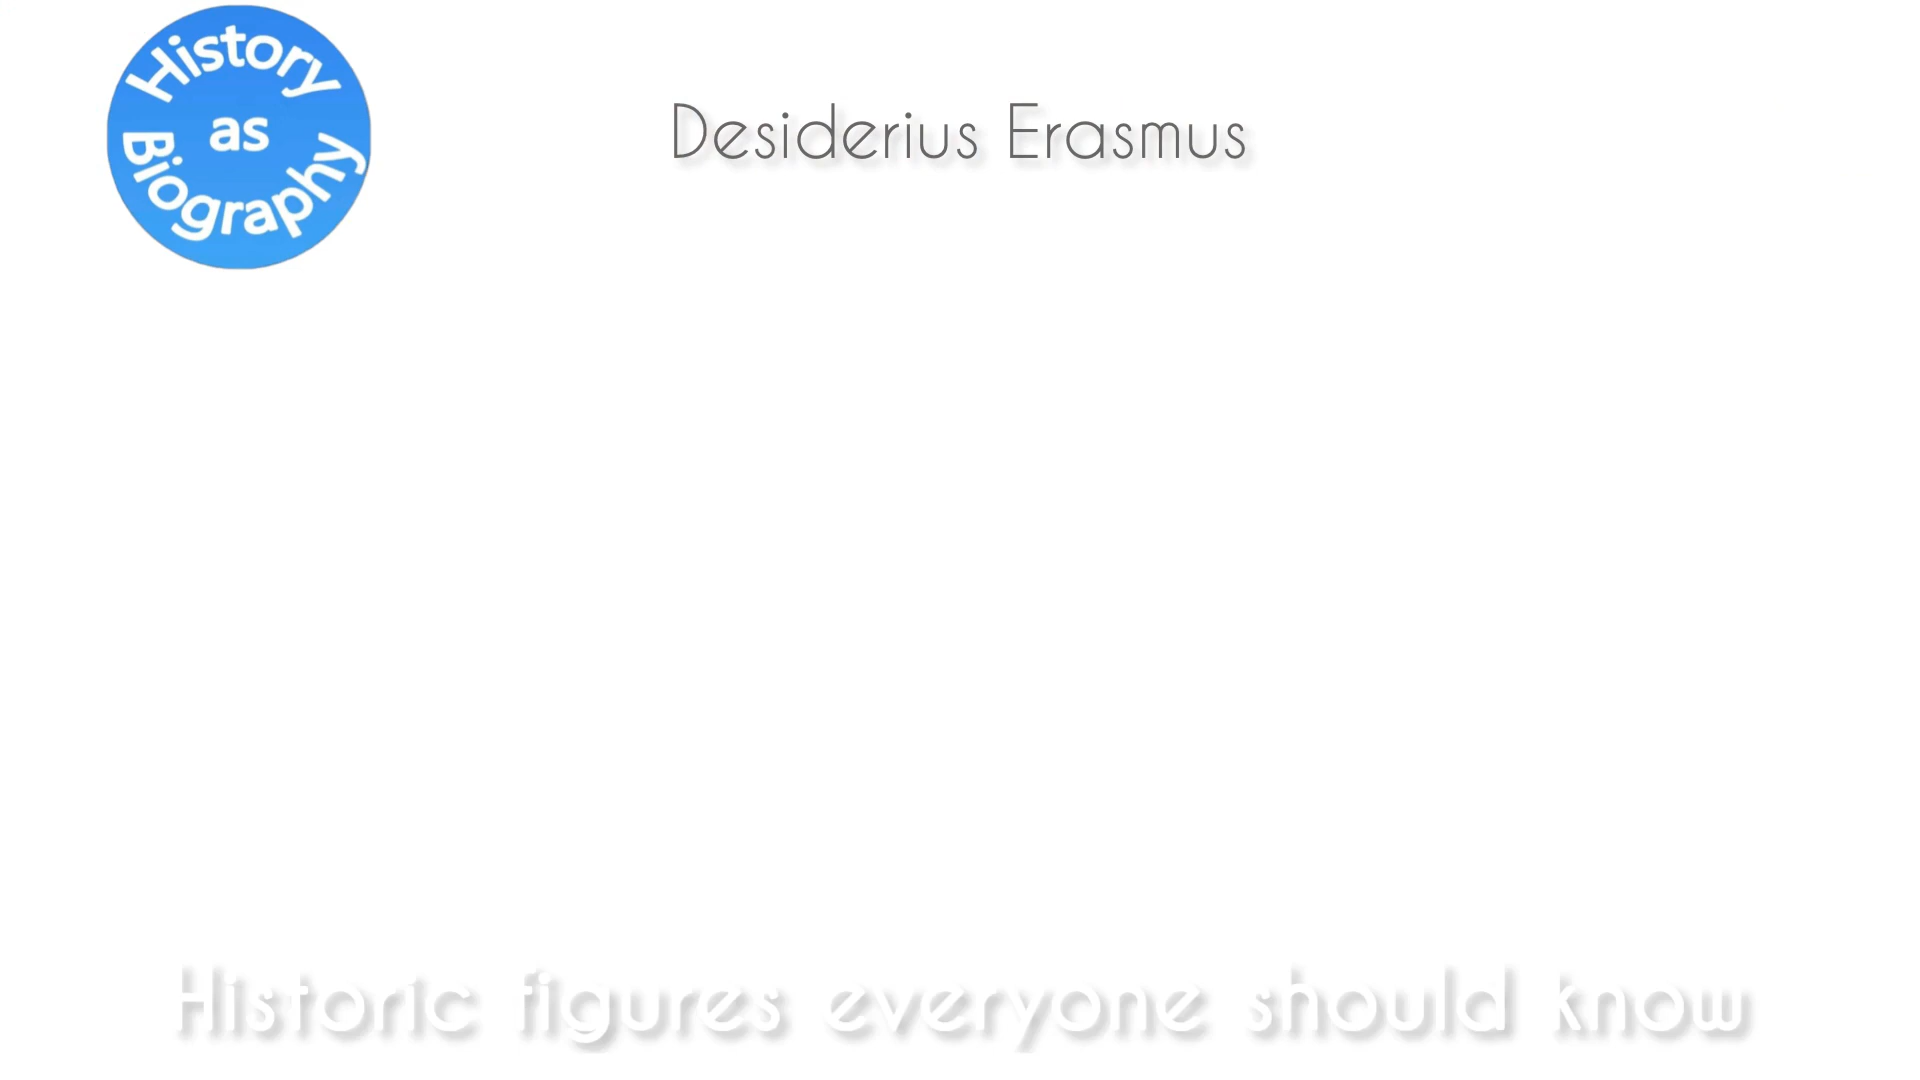 History
as
Biography
Desiderius Erasmus
Historic figures everyone should know